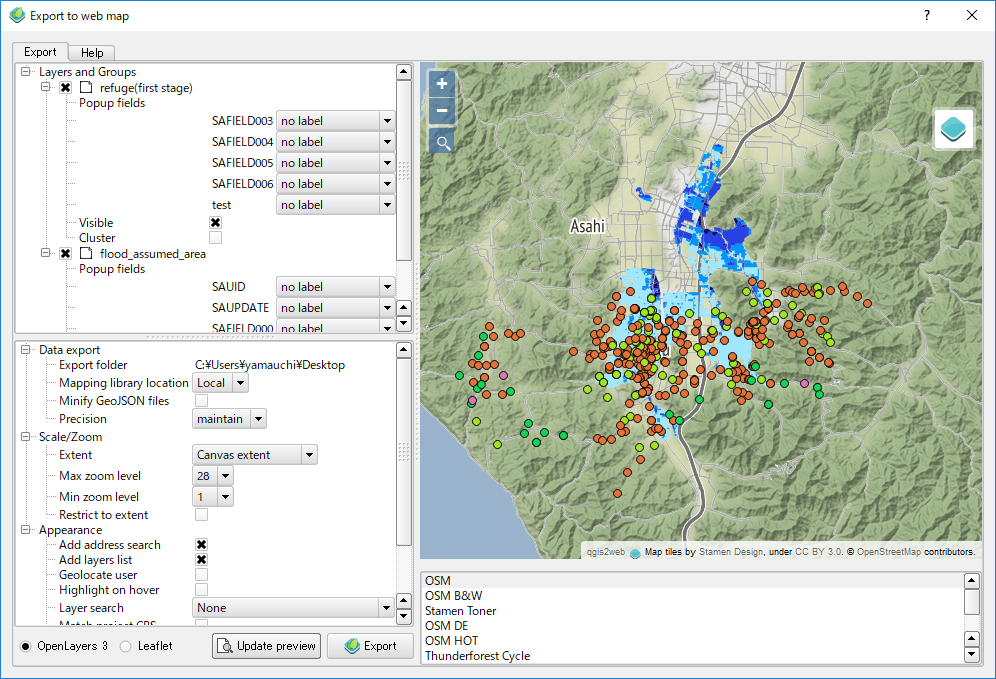 Export to web map
?
Export
Help
Layers and Groups
refuge(first stage)
Popup fields
SAFIELD003 no label
SAFIELD004 no label
SAFIELD005 no label
SAFIELD006 no label
test no label
Visible
Cluster
flood_assumed_area
Popup fields
SAUID no label
SAUPDATE no label
SAFIELD000 no label
Data export
Export folder C:¥Users¥yamauchi¥Desktop
Mapping library location Local
Minify GeoJSON files
Precision maintain
Scale/Zoom
Extent Canvas extent
Max zoom level 28
Min zoom level 1
Restrict to extent
Appearance
Add address search
Add layers list
Geolocate user
Highlight on hover
Layer search None
Match project CRS
OpenLayers 3
Leaflet
Update preview
Export
+
−
Asahi
qgis2web Map tiles by Stamen Design, under CC BY 3.0. © OpenStreetMap contributors.
OSM
OSM B&W
Stamen Toner
OSM DE
OSM HOT
Thunderforest Cycle